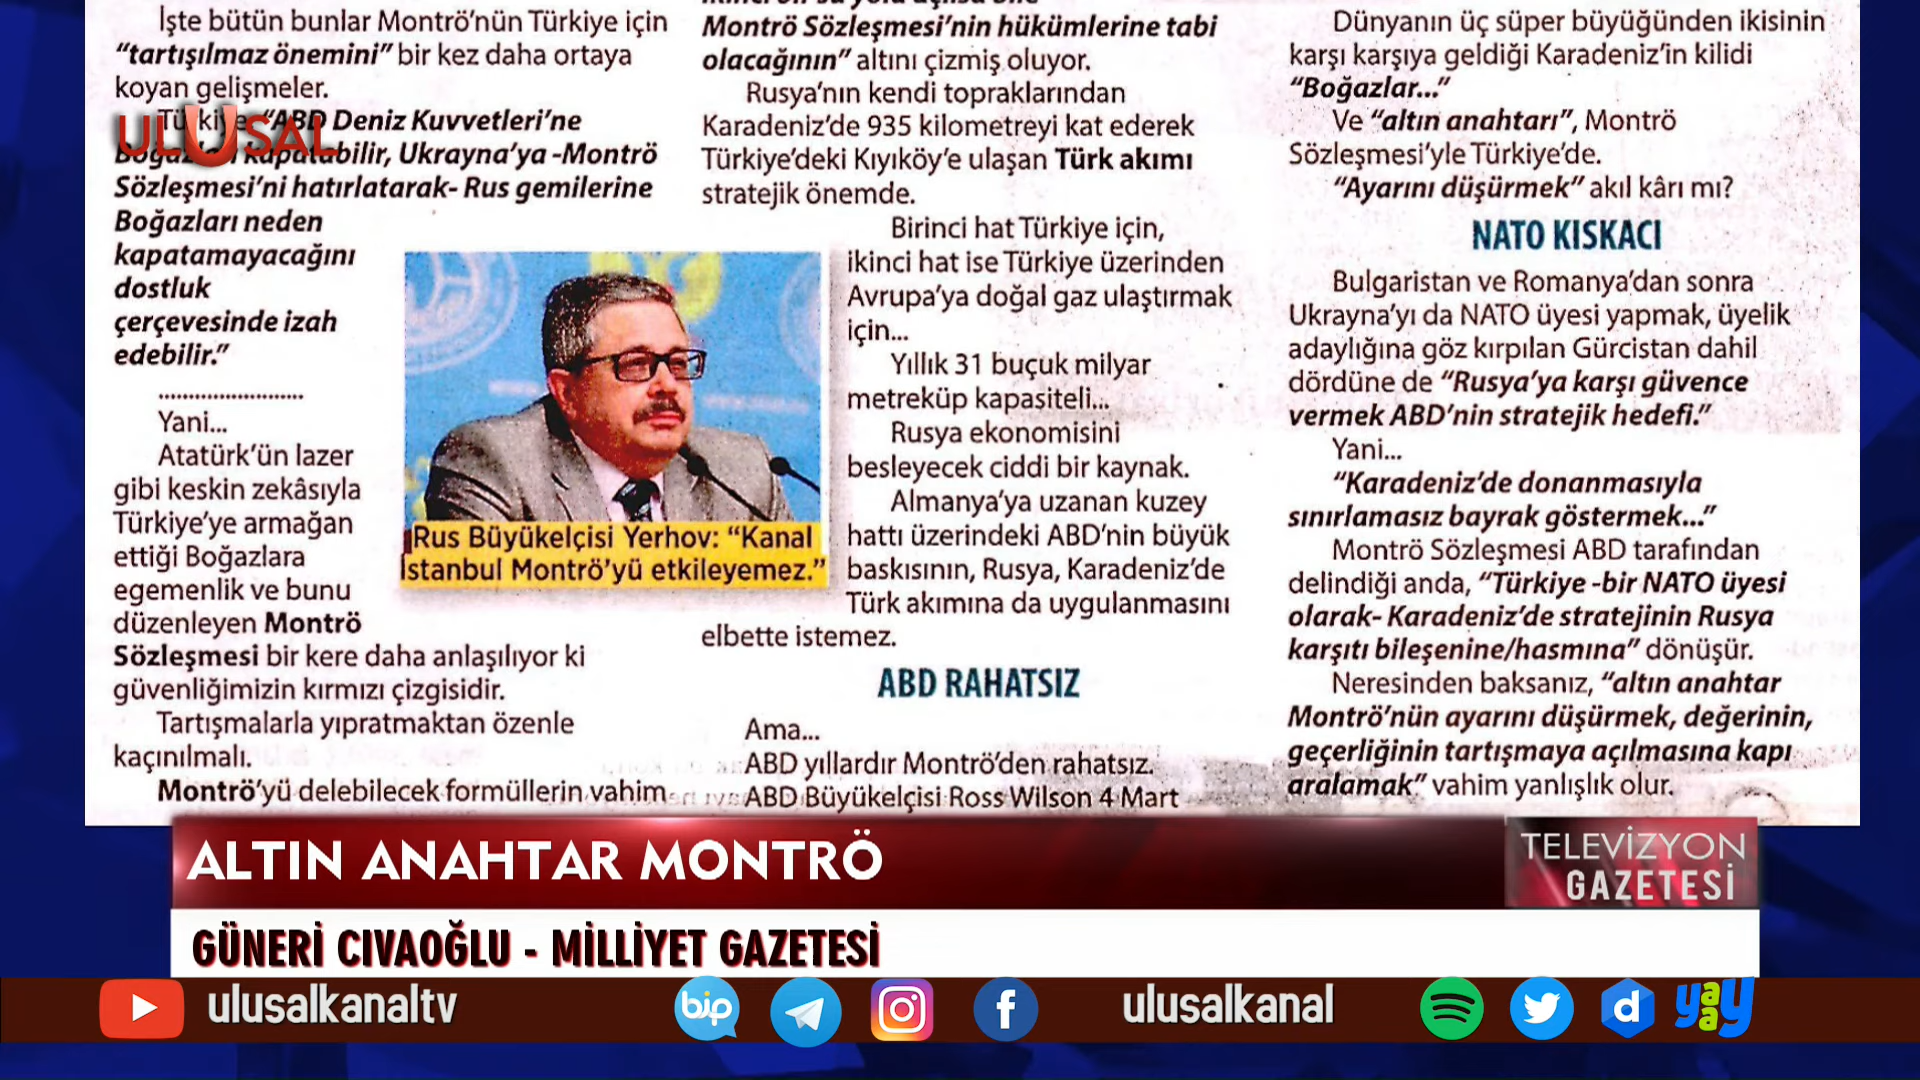 İşte bütün bunlar Montrö’nün Türkiye için
“tartışılmaz önemini” bir kez daha ortaya
koyan gelişmeler.
“ABD Deniz Kuvvetleri’ne
Ukrayna’ya -Montrö
Sözleşmesi’ni hatırlatarak- Rus gemilerine
Boğazları neden
kapatamayacağını
dostluk
çerçevesinde izah
edebilir.”
........................
Yani...
Atatürk’ün lazer
gibi keskin zekâsıyla
Türkiye’ye armağan
ettiği Boğazlara
egemenlik ve bunu
düzenleyen Montrö
Sözleşmesi bir kere daha anlaşılıyor ki
güvenliğimizin kırmızı çizgisidir.
Tartışmalarla yıpratmaktan özenle
kaçınılmalı.
Montrö’yü delebilecek formüllerin vahim
Montrö Sözleşmesi’nin hükümlerine tabi
olacağının” altını çizmiş oluyor.
Rusya’nın kendi topraklarından
Karadeniz’de 935 kilometreyi kat ederek
Türkiye’deki Kıyıköy’e ulaşan Türk akımı
stratejik önemde.
Birinci hat Türkiye için,
ikinci hat ise Türkiye üzerinden
Avrupa’ya doğal gaz ulaştırmak
için...
Yıllık 31 buçuk milyar
metreküp kapasiteli...
Rusya ekonomisini
besleyecek ciddi bir kaynak.
Almanya’ya uzanan kuzey
hattı üzerindeki ABD’nin büyük
baskısının, Rusya, Karadeniz’de
Türk akımına da uygulanmasını
elbette istemez.
ABD RAHATSIZ
Ama...
ABD yıllardır Montrö’den rahatsız.
ABD Büyükelçisi Ross Wilson 4 Mart
Rus Büyükelçisi Yerhov: “Kanal
İstanbul Montrö’yü etkileyemez.”
Dünyanın üç süper büyüğünden ikisinin
karşı karşıya geldiği Karadeniz’in kilidi
“Boğazlar...”
Ve “altın anahtarı”, Montrö
Sözleşmesi’yle Türkiye’de.
“Ayarını düşürmek” akıl kârı mı?
NATO KISKACI
Bulgaristan ve Romanya’dan sonra
Ukrayna’yı da NATO üyesi yapmak, üyelik
adaylığına göz kırpılan Gürcistan dahil
dördüne de “Rusya’ya karşı güvence
vermek ABD’nin stratejik hedefi.”
Yani...
“Karadeniz’de donanmasıyla
sınırlamasız bayrak göstermek...”
Montrö Sözleşmesi ABD tarafından
delindiği anda, “Türkiye -bir NATO üyesi
olarak- Karadeniz’de stratejinin Rusya
karşıtı bileşenine/hasmına” dönüşür.
Neresinden baksanız, “altın anahtar
Montrö’nün ayarını düşürmek, değerinin,
geçerliğinin tartışmaya açılmasına kapı
aralamak” vahim yanlışlık olur.
ULUSAL
ALTIN ANAHTAR MONTRÖ
TELEVİZYON
GAZETESİ
GÜNERİ CIVAOĞLU - MİLLİYET GAZETESİ
ulusalkanaltv
bip
ulusalkanal
d
yaay